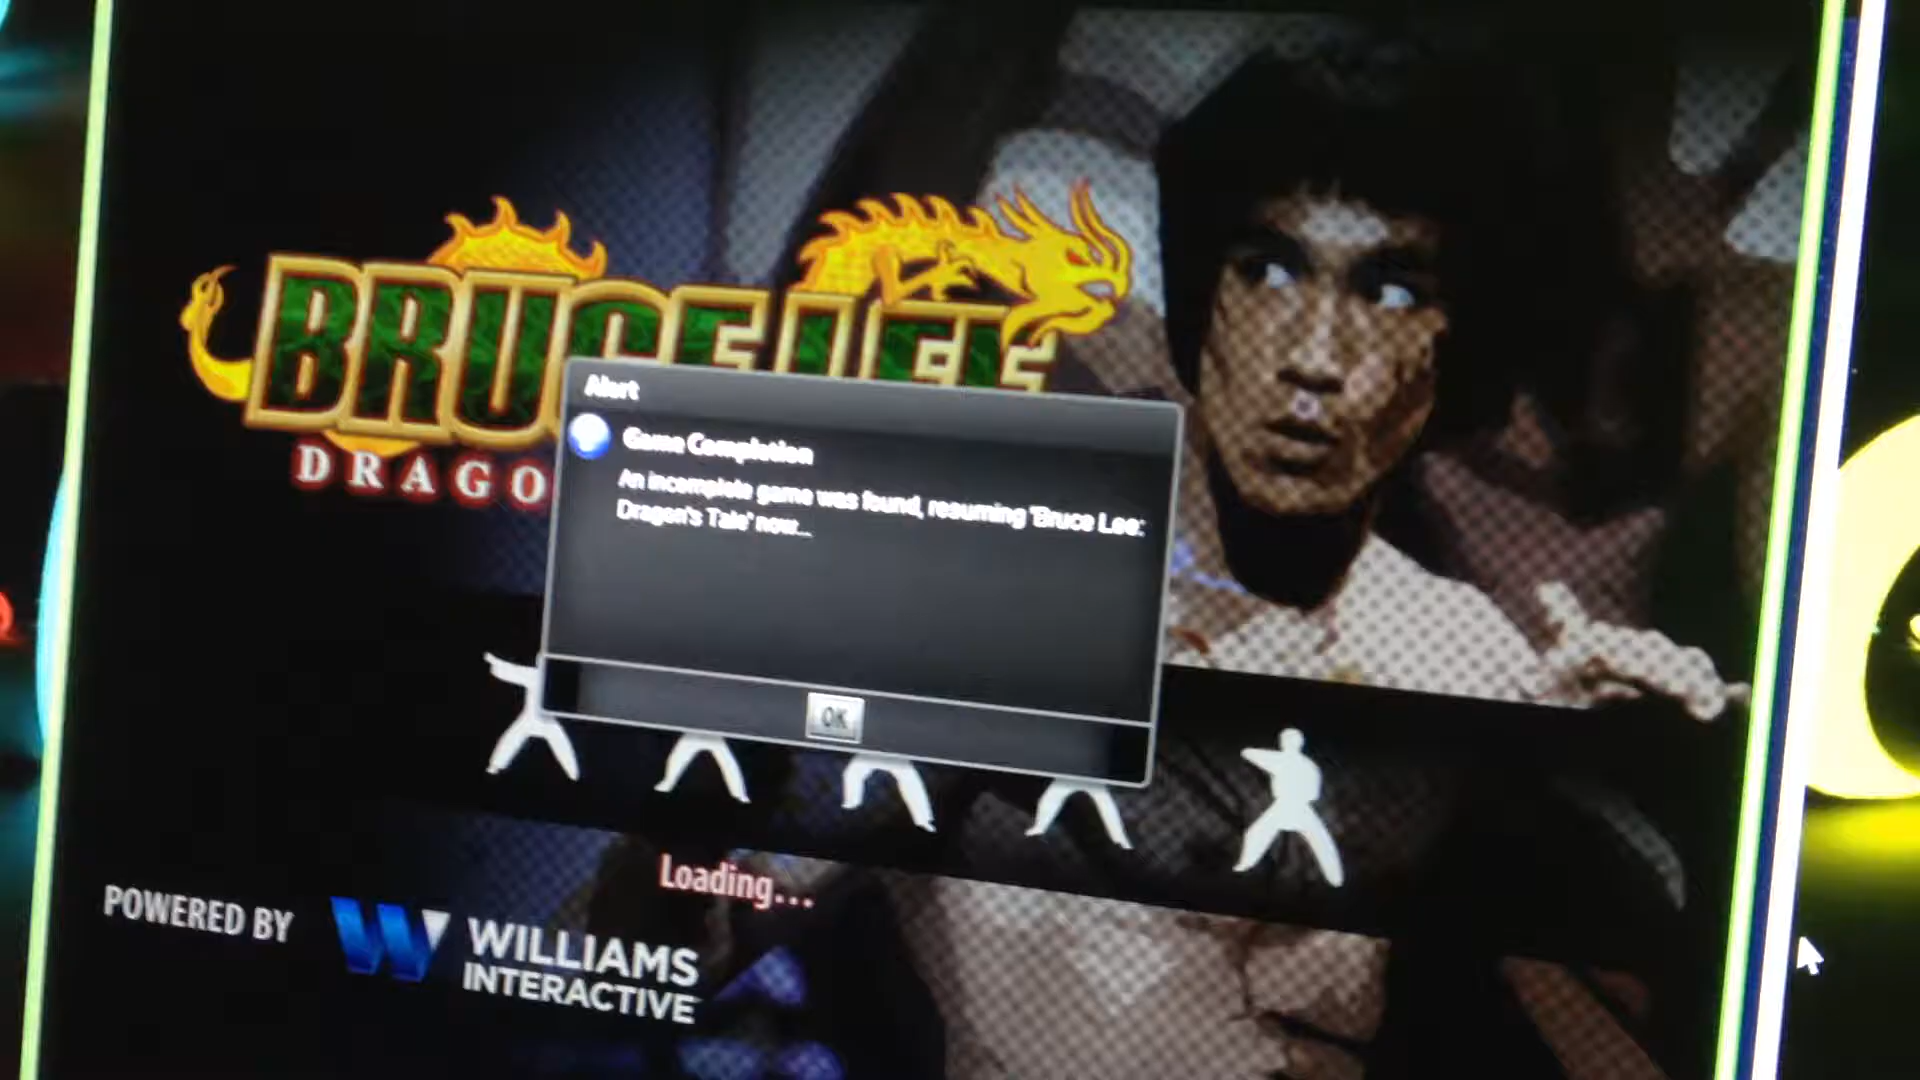 BRUCE LEE
DRAGO
Alert
Game Completion
An incomplete game was found, resuming 'Bruce Lee:
Dragon's Tale' now...
OK
Loading...
POWERED BY
WILLIAMS
INTERACTIVE